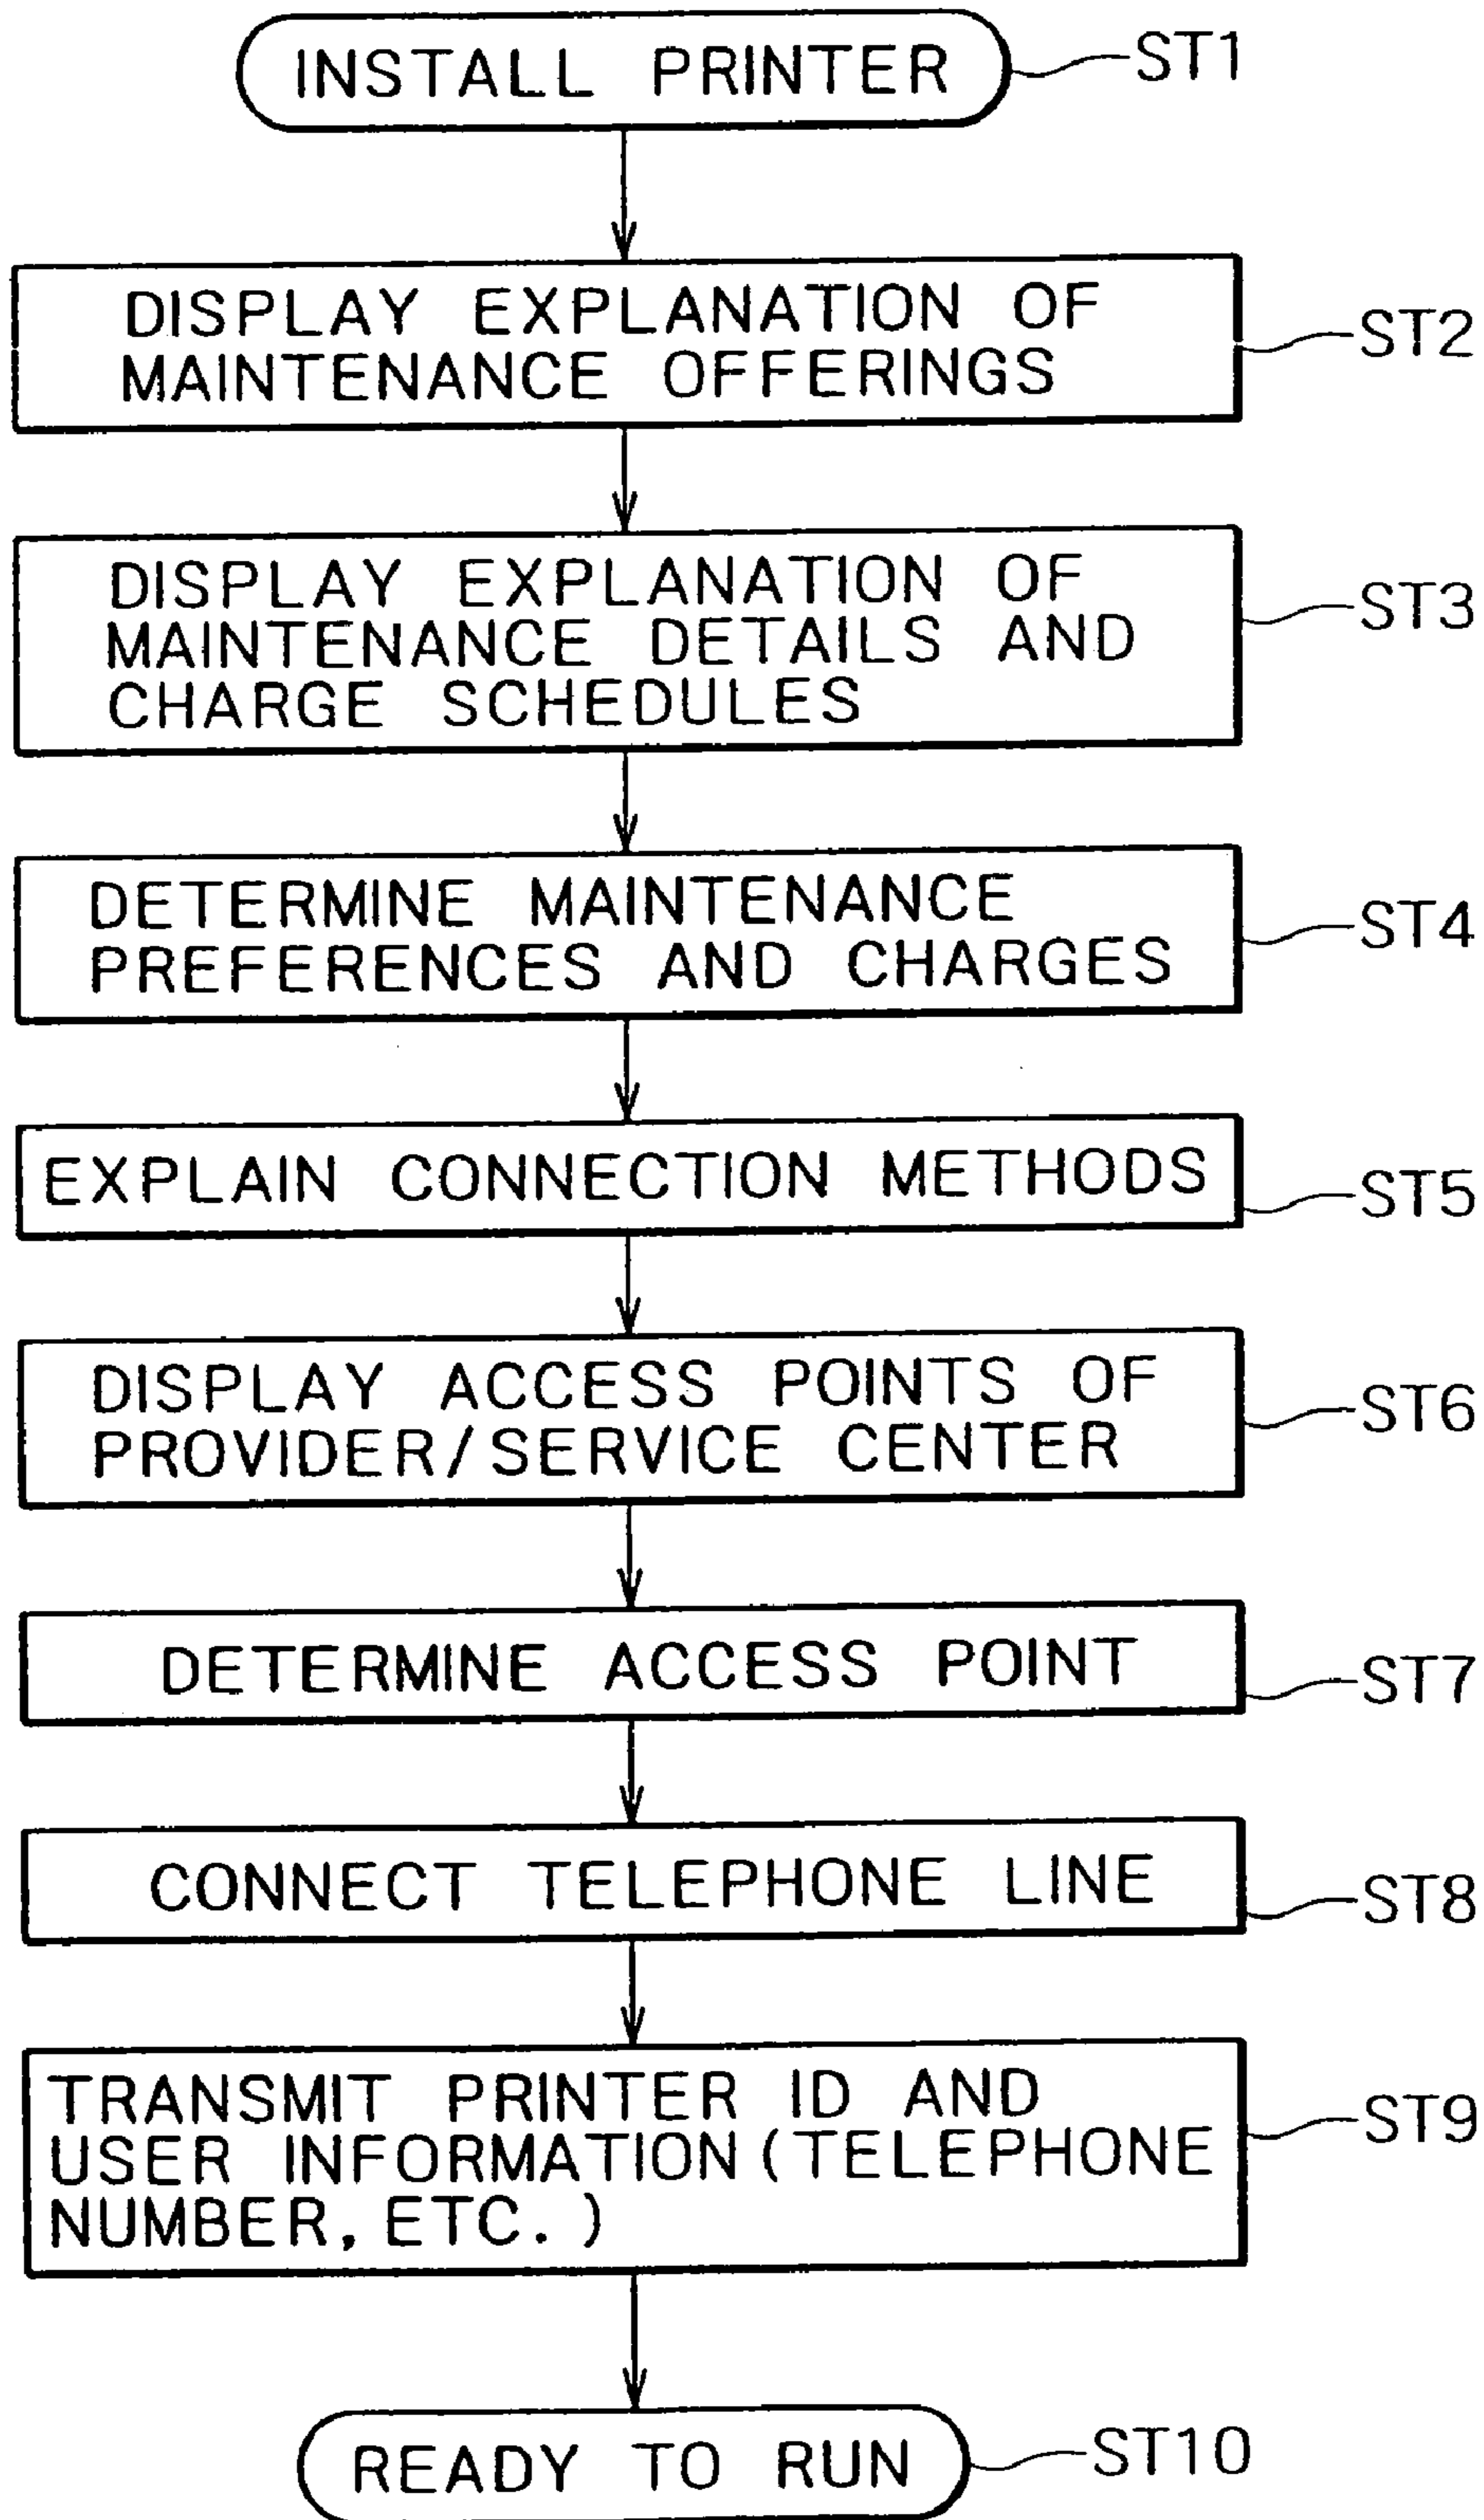 INSTALL PRINTER
ST1
DISPLAY EXPLANATION OF
MAINTENANCE OFFERINGS
ST2
DISPLAY EXPLANATION OF
MAINTENANCE DETAILS AND
CHARGE SCHEDULES
ST3
DETERMINE MAINTENANCE
PREFERENCES AND CHARGES
ST4
EXPLAIN CONNECTION METHODS
ST5
DISPLAY ACCESS POINTS OF
PROVIDER/SERVICE CENTER
ST6
DETERMINE ACCESS POINT
ST7
CONNECT TELEPHONE LINE
ST8
TRANSMIT PRINTER ID AND
USER INFORMATION(TELEPHONE
NUMBER, ETC.)
ST9
READY TO RUN
ST10